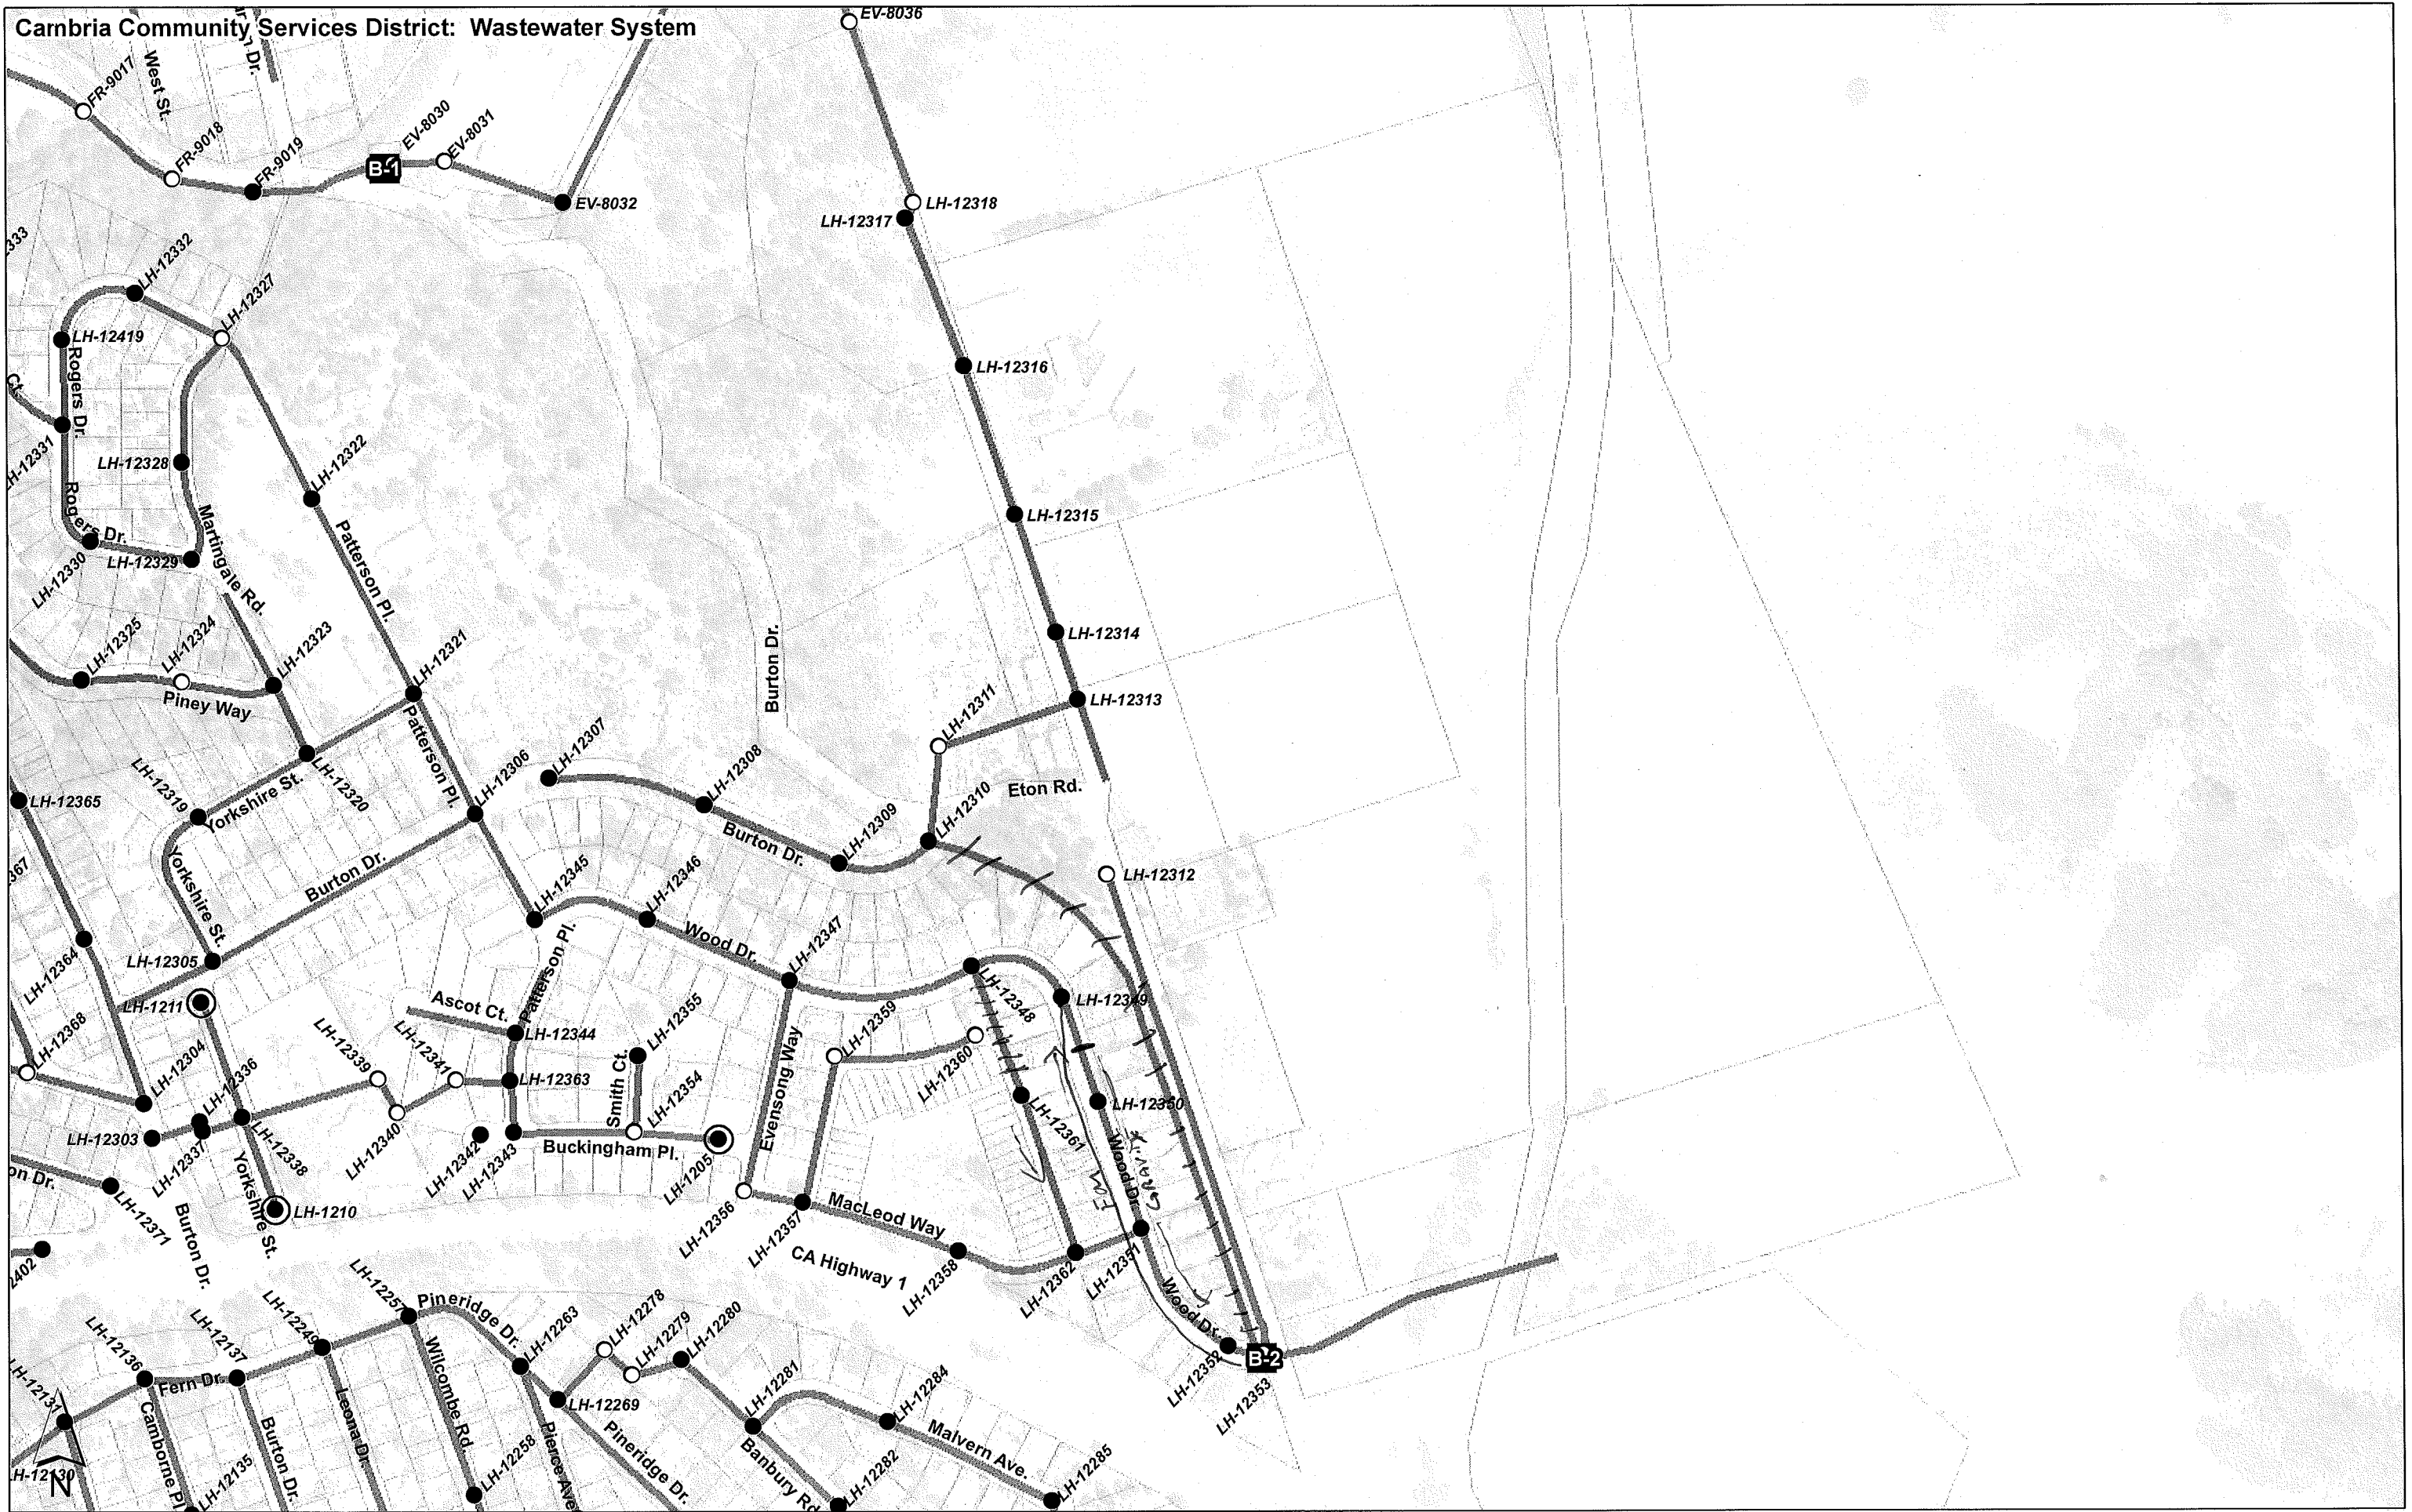 Cambria Community Services District:  Wastewater System
EV-8036
FR-9017
West St.
Dr.
FR-9018
FR-9019
B-1
EV-8030
EV-8031
EV-8032
LH-12318
LH-12317
LH-12332
LH-12327
LH-12419
Rogers Dr.
LH-12316
Ct.
LH-12331
LH-12328
LH-12322
Rogers Dr.
LH-12315
LH-12330
LH-12329
Martingale Rd.
Patterson Pl.
LH-12325
LH-12324
LH-12323
LH-12321
LH-12314
Burton Dr.
Piney Way
LH-12311
LH-12313
Patterson Pl.
LH-12307
LH-12308
LH-12306
LH-12319
LH-12320
Yorkshire St.
LH-12365
Eton Rd.
LH-12310
LH-12309
Burton Dr.
LH-12312
Yorkshire St.
Burton Dr.
LH-12345
LH-12346
LH-12347
Wood Dr.
LH-12364
LH-12305
Patterson Pl.
LH-1211
Ascot Ct.
LH-12344
LH-12355
LH-12359
LH-12348
LH-12349
LH-12368
LH-12304
LH-12336
LH-12339
LH-12341
LH-12363
Smith Ct.
LH-12354
Evensong Way
LH-12360
LH-12350
LH-12361
LH-12303
LH-12337
LH-12338
LH-12340
LH-12342
LH-12343
Buckingham Pl.
LH-1205
Wood Dr.
FM
GRAVITY
on Dr.
LH-12371
Burton Dr.
Yorkshire St.
LH-1210
LH-12356
LH-12357
MacLeod Way
CA Highway 1
LH-12358
LH-12362
LH-12351
Wood Dr.
LH-12352
B-2
LH-12353
2402
LH-12257
Pineridge Dr.
LH-12263
LH-12278
LH-12279
LH-12280
LH-12249
LH-12137
LH-12136
Fern Dr.
LH-12131
Camborne Pl
LH-12135
Burton Dr.
Leona Dr.
Wilcombe Rd.
LH-12258
Pierce Ave
LH-12269
Pineridge Dr.
LH-12281
Banbury Rd.
LH-12282
LH-12284
Malvern Ave.
LH-12285
LH-12130
N